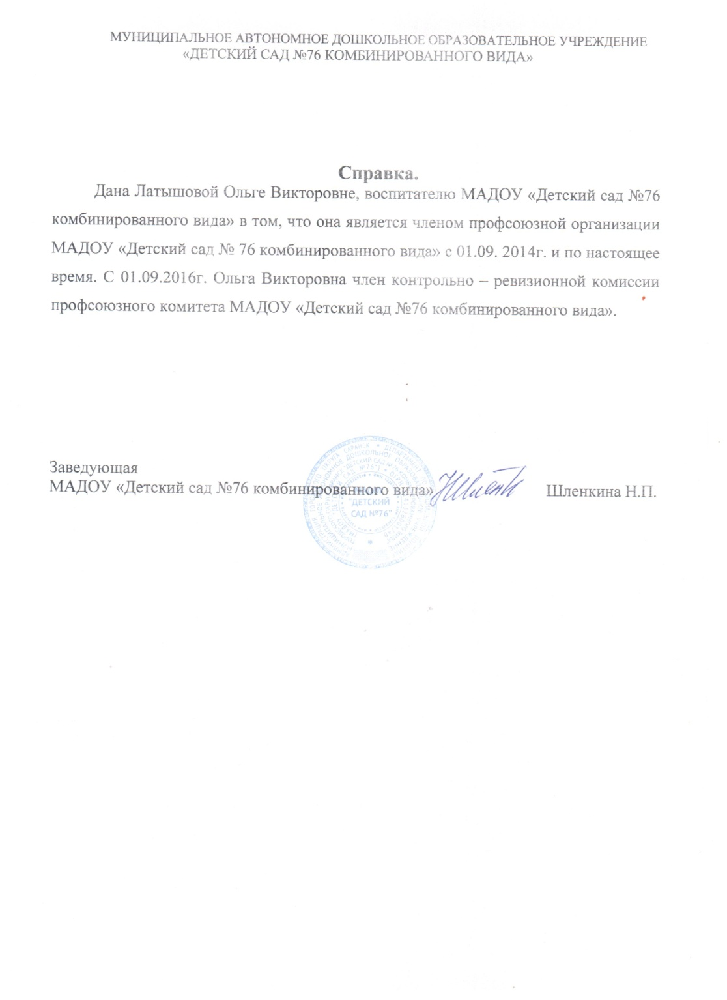 МУНИЦИПАЛЬНОЕ АВТОНОМНОЕ ДОШКОЛЬНОЕ ОБРАЗОВАТЕЛЬНОЕ УЧРЕЖДЕНИЕ
«ДЕТСКИЙ САД №76 КОМБИНИРОВАННОГО ВИДА»
Справка.
Дана Латышовой Ольге Викторовне, воспитателю МАДОУ «Детский сад №76
комбинированного вида» в том, что она является членом профсоюзной организации
МАДОУ «Детский сад № 76 комбинированного вида» с 01.09. 2014г. и по настоящее
время. С 01.09.2016г. Ольга Викторовна член контрольно – ревизионной комиссии
профсоюзного комитета МАДОУ «Детский сад №76 комбинированного вида».
Заведующая
МАДОУ «Детский сад №76 комбинированного вида» Шленкина Н.П.
"ДЕТСКИЙ
САД №76"